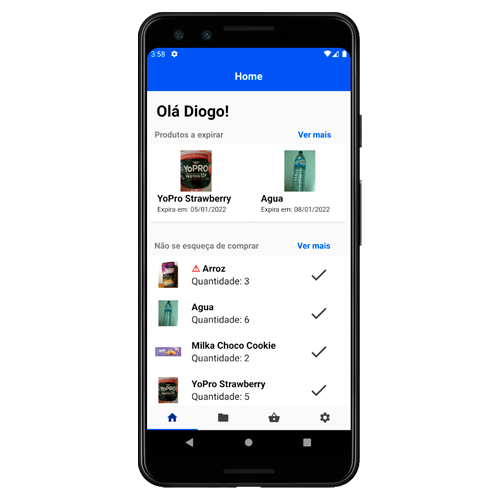 3:58
Home
Olá Diogo!
Produtos a expirar Ver mais
YoPRO
YoPro Strawberry Agua
Expira em: 05/01/2022 Expira em: 08/01/2022
Não se esqueça de comprar Ver mais
Arroz
Quantidade: 3
Agua
Quantidade: 6
Milka Choco Cookie
Quantidade: 2
YoPro Strawberry
Quantidade: 5